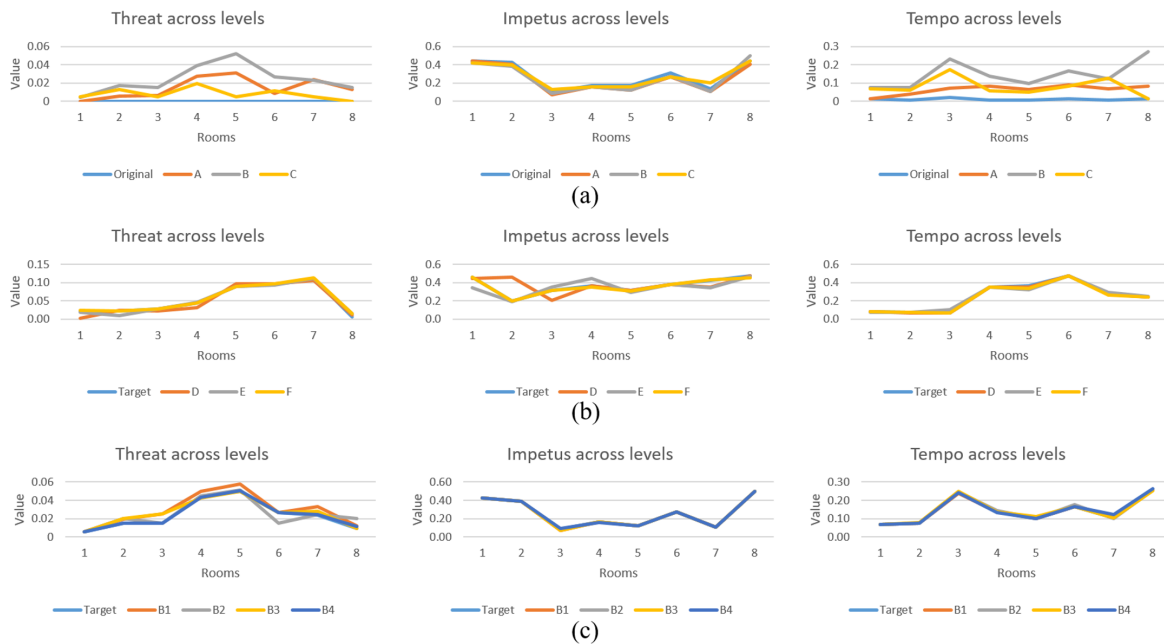 Threat across levels
Value
0.06
0.04
0.02
0
1 2 3 4 5 6 7 8
Rooms
Original A B C
Impetus across levels
Value
0.6
0.4
0.2
0
1 2 3 4 5 6 7 8
Rooms
Original A B C
Tempo across levels
Value
0.3
0.2
0.1
0
1 2 3 4 5 6 7 8
Rooms
Original A B C
(a)
Threat across levels
Value
0.15
0.10
0.05
0.00
1 2 3 4 5 6 7 8
Rooms
Target D E F
Impetus across levels
Value
0.6
0.4
0.2
0.0
1 2 3 4 5 6 7 8
Rooms
Target D E F
Tempo across levels
Value
0.6
0.4
0.2
0.0
1 2 3 4 5 6 7 8
Rooms
Target D E F
(b)
Threat across levels
Value
0.06
0.04
0.02
0
1 2 3 4 5 6 7 8
Rooms
Target B1 B2 B3 B4
Impetus across levels
Value
0.60
0.40
0.20
0.00
1 2 3 4 5 6 7 8
Rooms
Target B1 B2 B3 B4
Tempo across levels
Value
0.30
0.20
0.10
0.00
1 2 3 4 5 6 7 8
Rooms
Target B1 B2 B3 B4
(c)